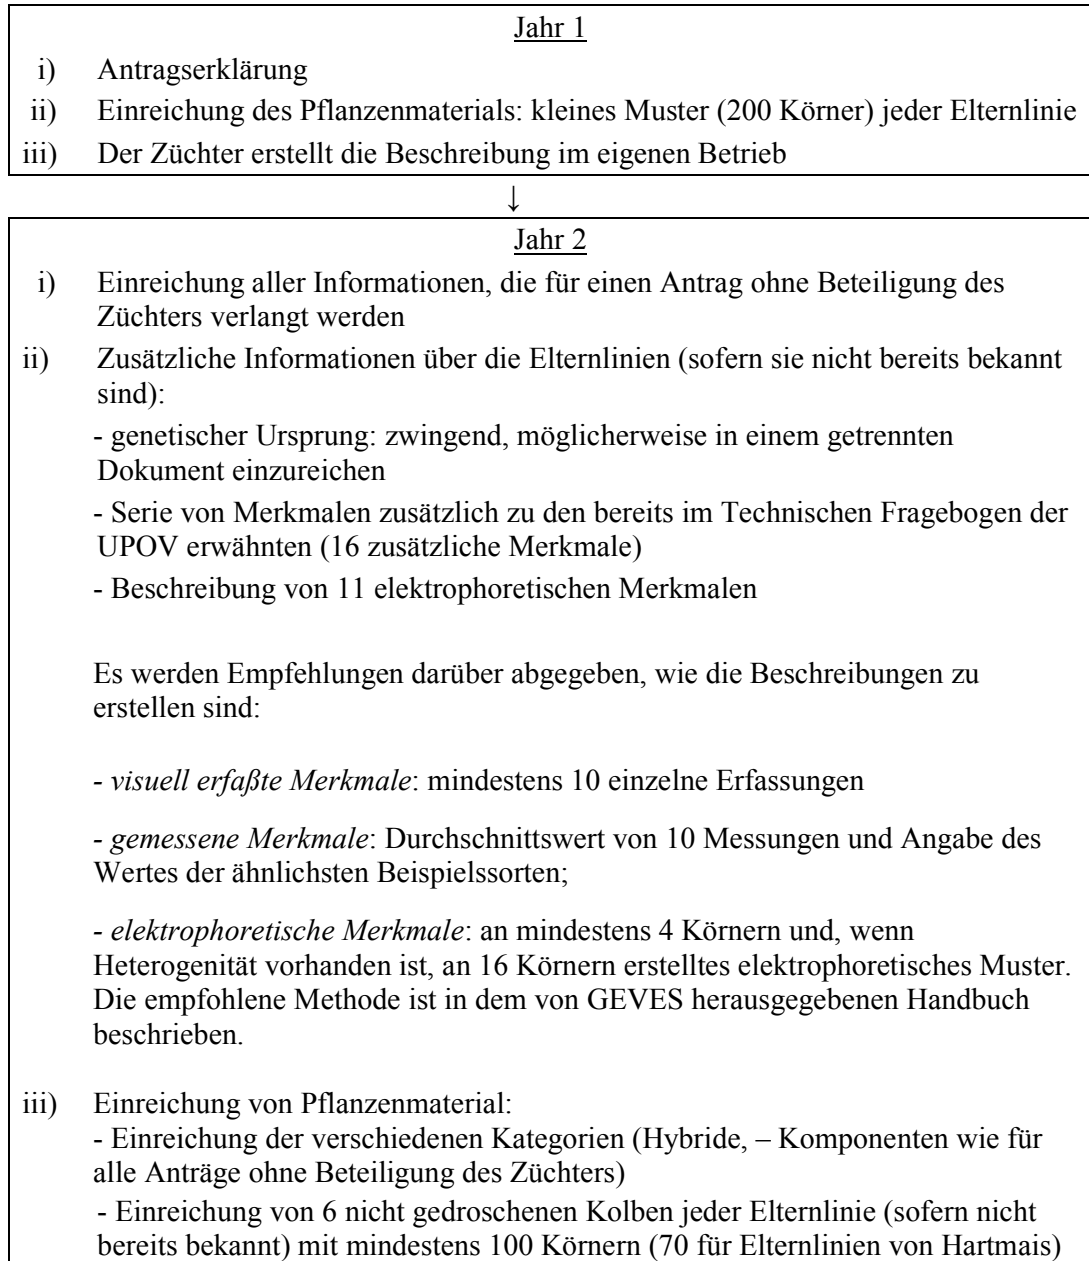 Jahr 1
i) Antragserklärung
ii) Einreichung des Pflanzenmaterials: kleines Muster (200 Körner) jeder Elternlinie
iii) Der Züchter erstellt die Beschreibung im eigenen Betrieb
↓
Jahr 2
i) Einreichung aller Informationen, die für einen Antrag ohne Beteiligung des
Züchters verlangt werden
ii) Zusätzliche Informationen über die Elternlinien (sofern sie nicht bereits bekannt
sind):
- genetischer Ursprung: zwingend, möglicherweise in einem getrennten
Dokument einzureichen
- Serie von Merkmalen zusätzlich zu den bereits im Technischen Fragebogen der
UPOV erwähnten (16 zusätzliche Merkmale)
- Beschreibung von 11 elektrophoretischen Merkmalen
Es werden Empfehlungen darüber abgegeben, wie die Beschreibungen zu
erstellen sind:
- visuell erfaßte Merkmale: mindestens 10 einzelne Erfassungen
- gemessene Merkmale: Durchschnittswert von 10 Messungen und Angabe des
Wertes der ähnlichsten Beispielssorten;
- elektrophoretische Merkmale: an mindestens 4 Körnern und, wenn
Heterogenität vorhanden ist, an 16 Körnern erstelltes elektrophoretisches Muster.
Die empfohlene Methode ist in dem von GEVES herausgegebenen Handbuch
beschrieben.
iii) Einreichung von Pflanzenmaterial:
- Einreichung der verschiedenen Kategorien (Hybride, – Komponenten wie für
alle Anträge ohne Beteiligung des Züchters)
- Einreichung von 6 nicht gedroschenen Kolben jeder Elternlinie (sofern nicht
bereits bekannt) mit mindestens 100 Körnern (70 für Elternlinien von Hartmais)